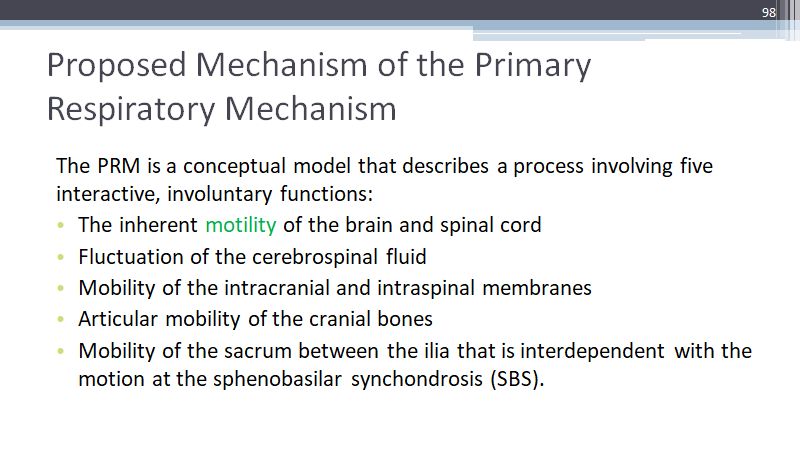 98
Proposed Mechanism of the Primary
Respiratory Mechanism
The PRM is a conceptual model that describes a process involving five
interactive, involuntary functions:
• The inherent motility of the brain and spinal cord
• Fluctuation of the cerebrospinal fluid
• Mobility of the intracranial and intraspinal membranes
• Articular mobility of the cranial bones
• Mobility of the sacrum between the ilia that is interdependent with the
motion at the sphenobasilar synchondrosis (SBS).